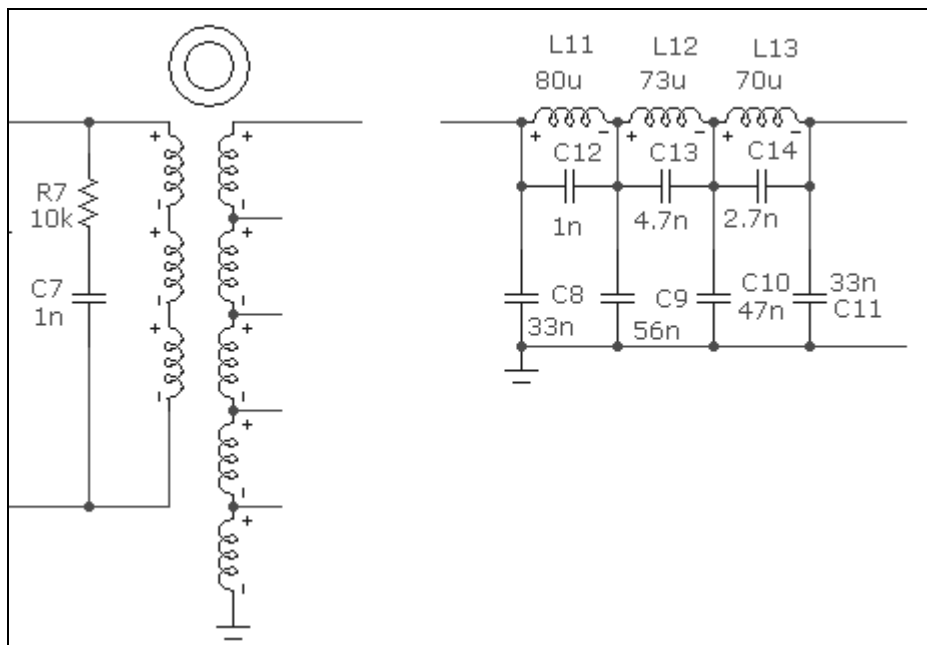 L11
L12
L13
80u
73u
70u
+
-
+
-
+
-
C12
C13
C14
1n
4.7n
2.7n
R7
10k
C7
1n
C8
33n
C9
56n
C10
47n
33n
C11